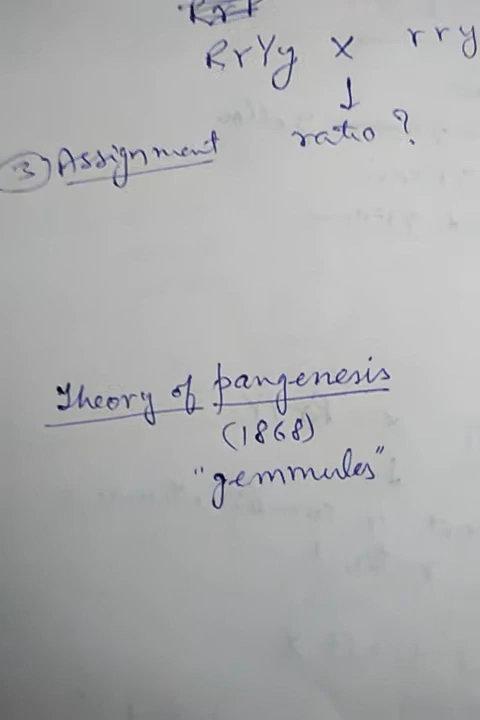 RrYy × rry
↓
ratio ?
(3) Assignment
Theory of pangenesis
(1868)
"gemmules"